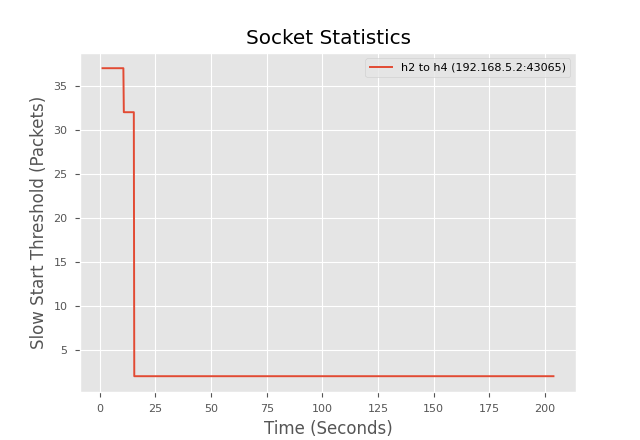 Socket Statistics
h2 to h4 (192.168.5.2:43065)
Slow Start Threshold (Packets)
35
30
25
20
15
10
5
0 25 50 75 100 125 150 175 200
Time (Seconds)